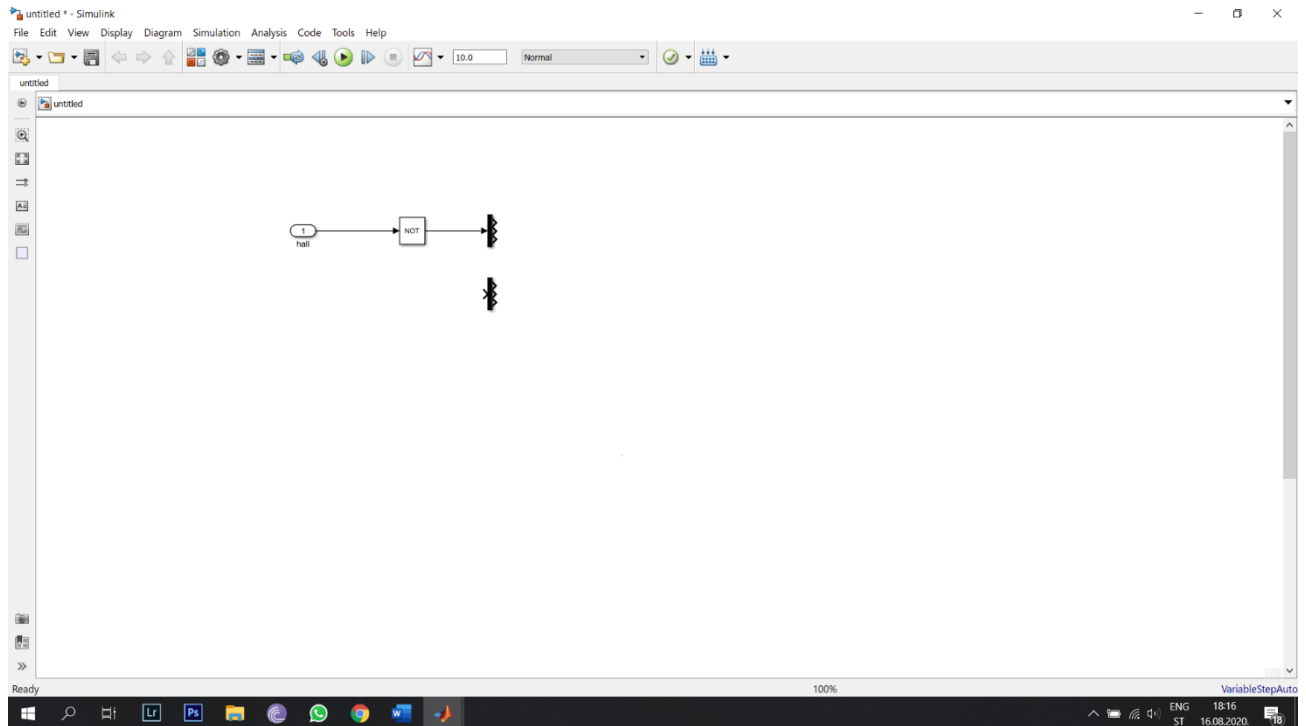 untitled * - Simulink
File Edit View Display Diagram Simulation Analysis Code Tools Help
10.0 Normal
untitled
untitled
1
hall
NOT
Ready 100% VariableStepAuto
Lr Ps W ENG 18:16
ST 16.08.2020. 18